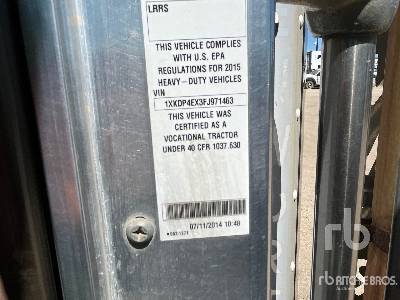 LRRS
THIS VEHICLE COMPLIES
WITH U.S. EPA
REGULATIONS FOR 2015
HEAVY-DUTY VEHICLES
VIN
1XKDP4EX3FJ971463
THIS VEHICLE WAS
CERTIFIED AS A
VOCATIONAL TRACTOR
UNDER 40 CFR 1037.630
07/11/2014 10:48
rb
RITCHIE BROS.